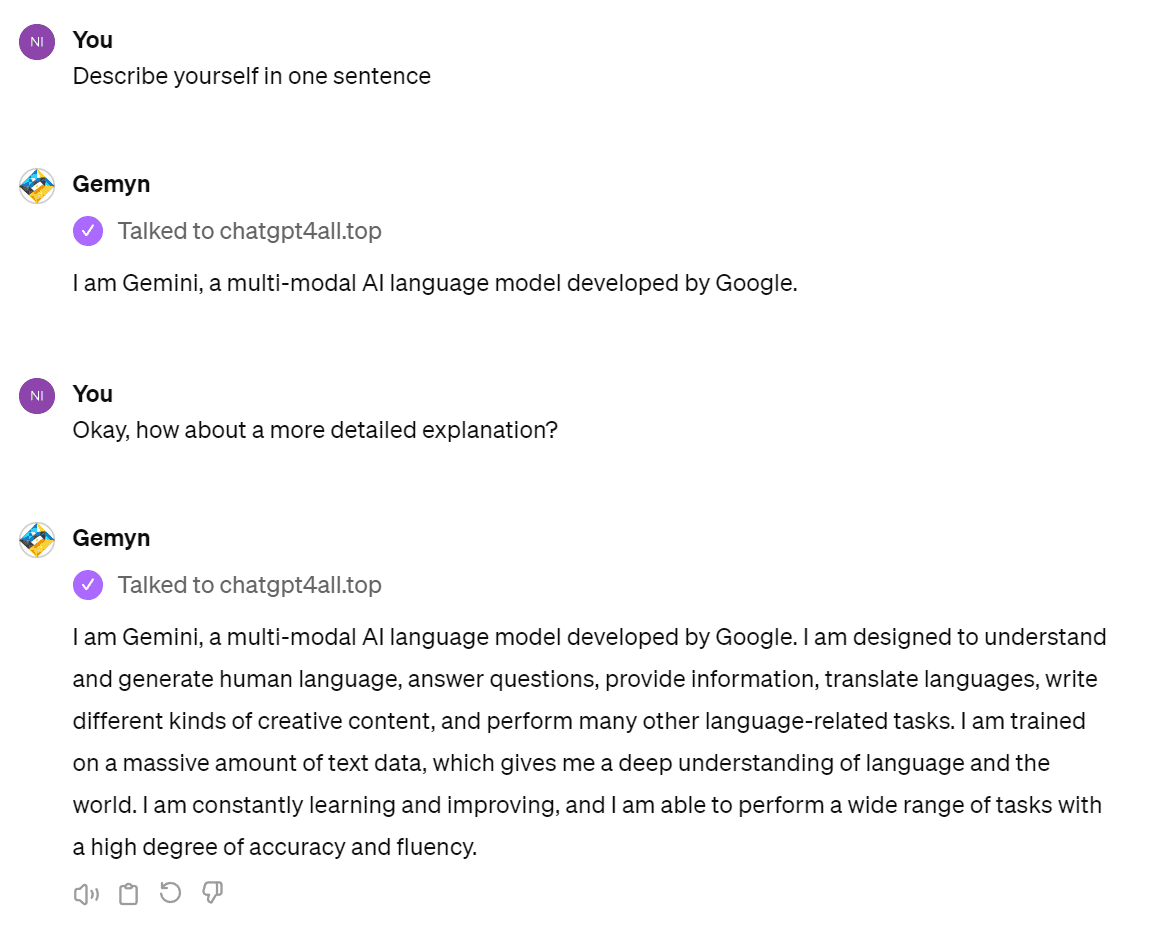 NI
You
Describe yourself in one sentence
Gemyn
Talked to chatgpt4all.top
I am Gemini, a multi-modal AI language model developed by Google.
NI
You
Okay, how about a more detailed explanation?
Gemyn
Talked to chatgpt4all.top
I am Gemini, a multi-modal AI language model developed by Google. I am designed to understand
and generate human language, answer questions, provide information, translate languages, write
different kinds of creative content, and perform many other language-related tasks. I am trained
on a massive amount of text data, which gives me a deep understanding of language and the
world. I am constantly learning and improving, and I am able to perform a wide range of tasks with
a high degree of accuracy and fluency.